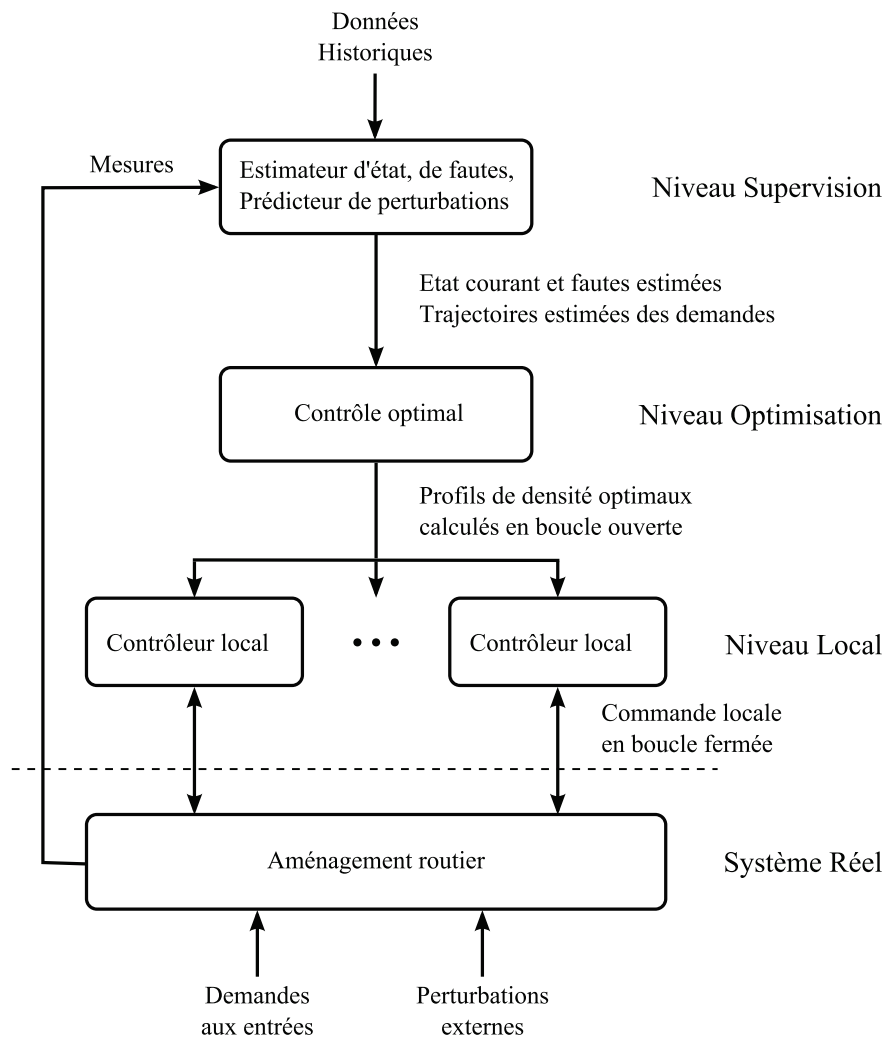 Données
Historiques
Mesures
Estimateur d'état, de fautes,
Prédicteur de perturbations
Niveau Supervision
Etat courant et fautes estimées
Trajectoires estimées des demandes
Contrôle optimal
Niveau Optimisation
Profils de densité optimaux
calculés en boucle ouverte
Contrôleur local
Contrôleur local
Niveau Local
Commande locale
en boucle fermée
Aménagement routier
Système Réel
Demandes
aux entrées
Perturbations
externes